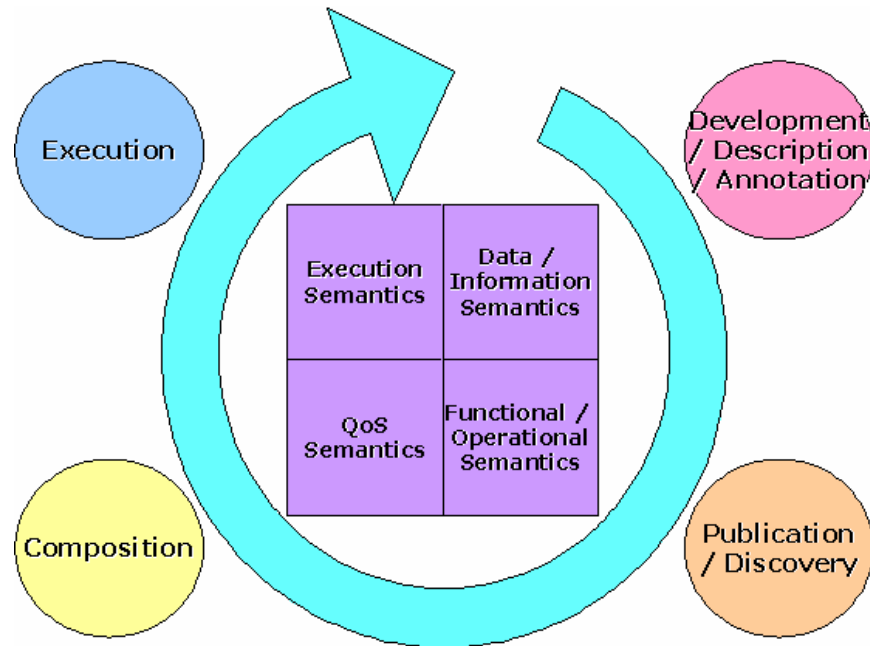 Execution
Development
/ Description
/ Annotation
Execution
Semantics
Data /
Information
Semantics
QoS
Semantics
Functional /
Operational
Semantics
Composition
Publication
/ Discovery